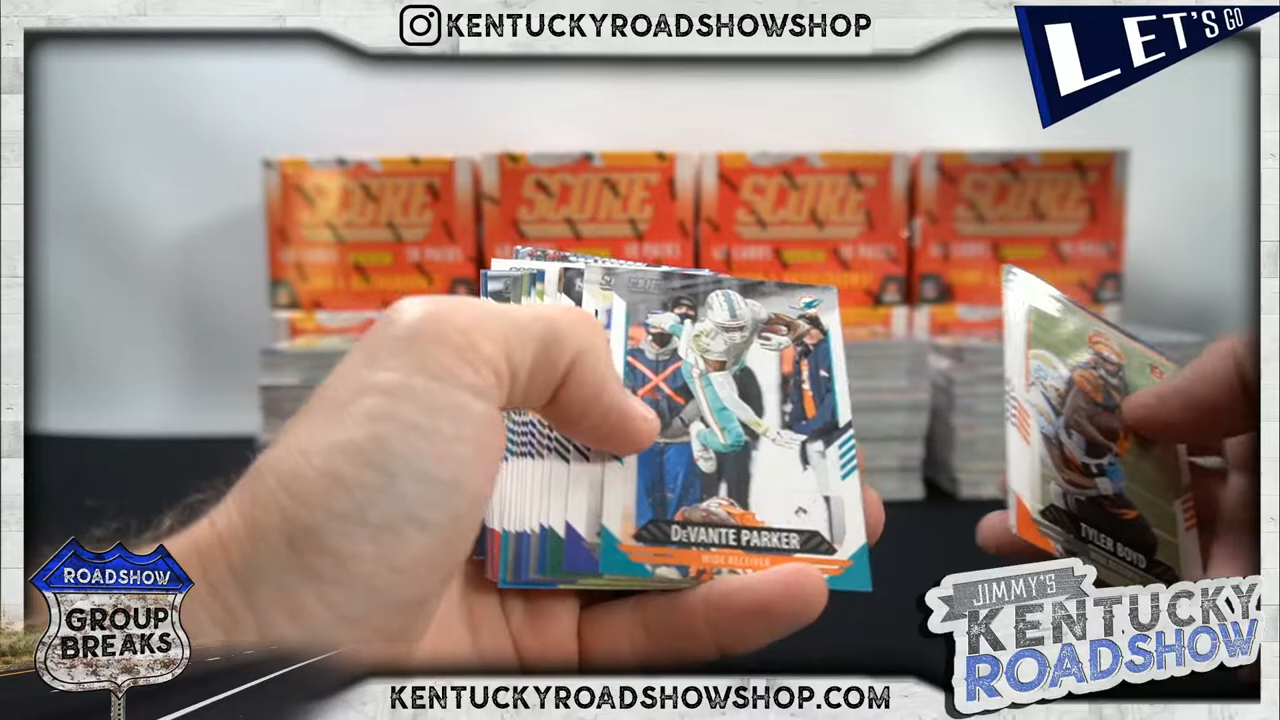 KENTUCKYROADSHOWSHOP
LET'S GO
SCORE
SCORE
SCORE
SCORE
DEVANTE PARKER
WIDE RECEIVER
TYLER BOYD
ROADSHOW
GROUP
BREAKS
JIMMY'S
KENTUCKY
ROADSHOW
KENTUCKYROADSHOWSHOP.COM